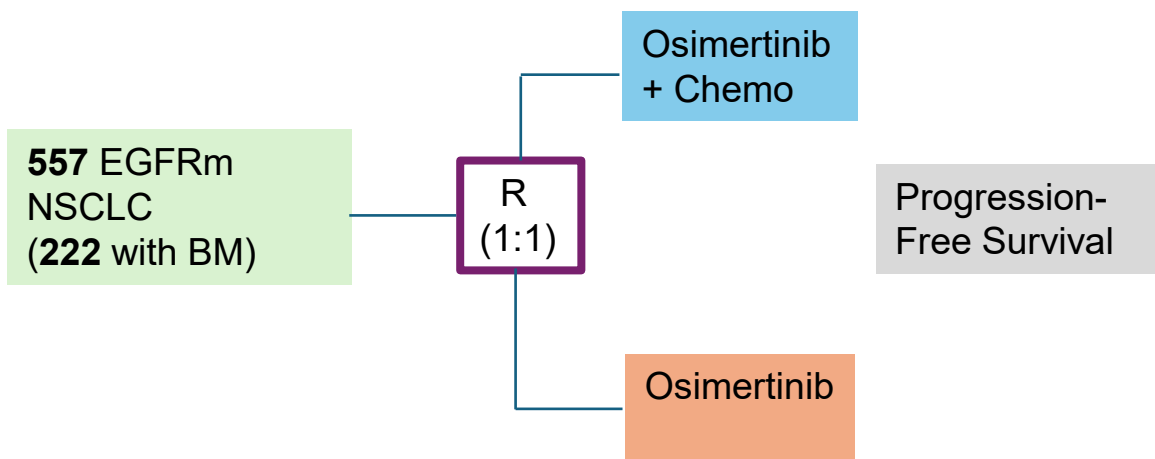 557 EGFRm
NSCLC
(222 with BM)
R
(1:1)
Osimertinib
+ Chemo
Osimertinib
Progression-
Free Survival